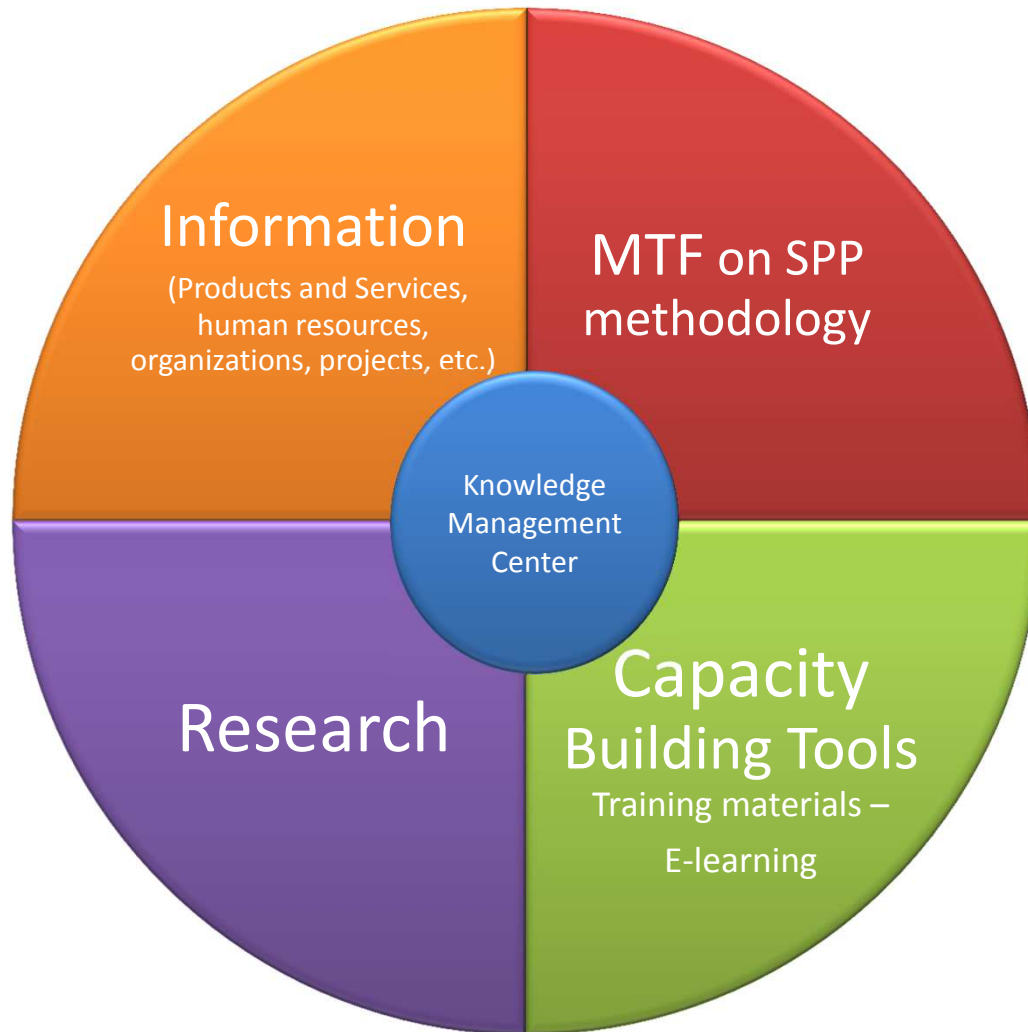 Information
(Products and Services,
human resources,
organizations, projects, etc.)
MTF on SPP
methodology
Knowledge
Management
Center
Research
Capacity
Building Tools
Training materials –
E-learning